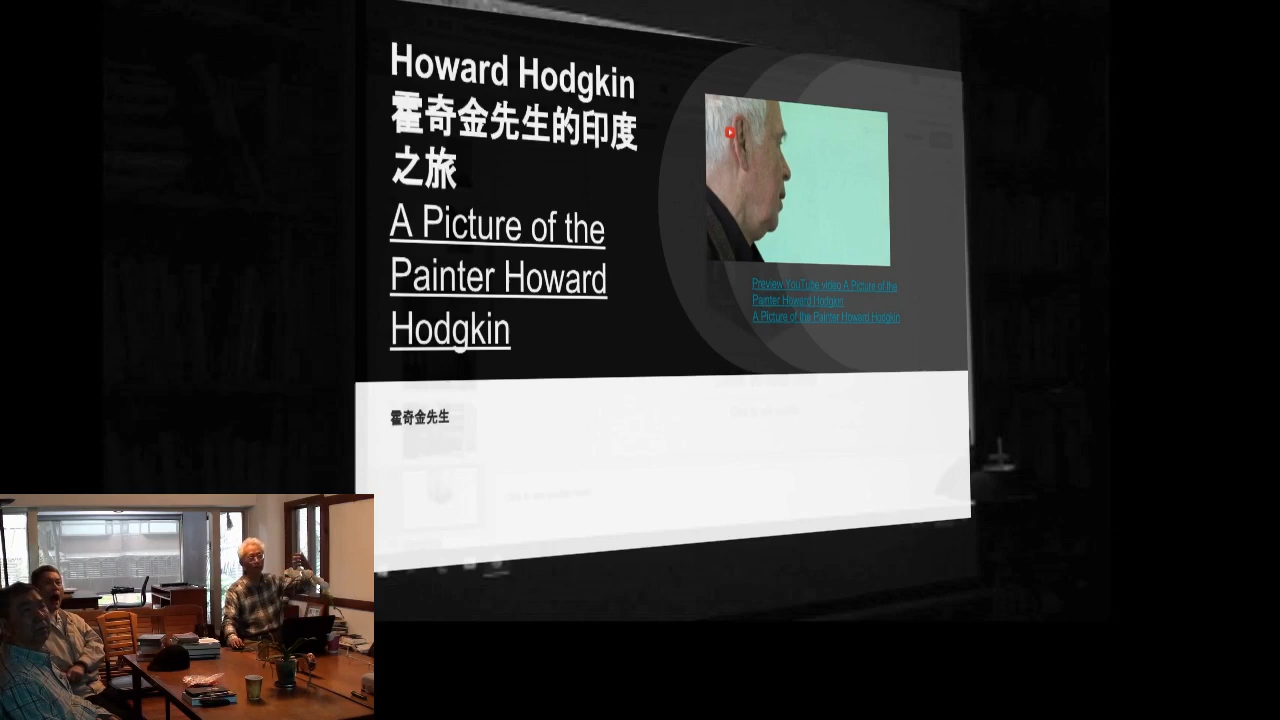 Howard Hodgkin
霍奇金先生的印度
之旅
A Picture of the
Painter Howard
Hodgkin
Preview YouTube video A Picture of the
Painter Howard Hodgkin
A Picture of the Painter Howard Hodgkin
霍奇金先生